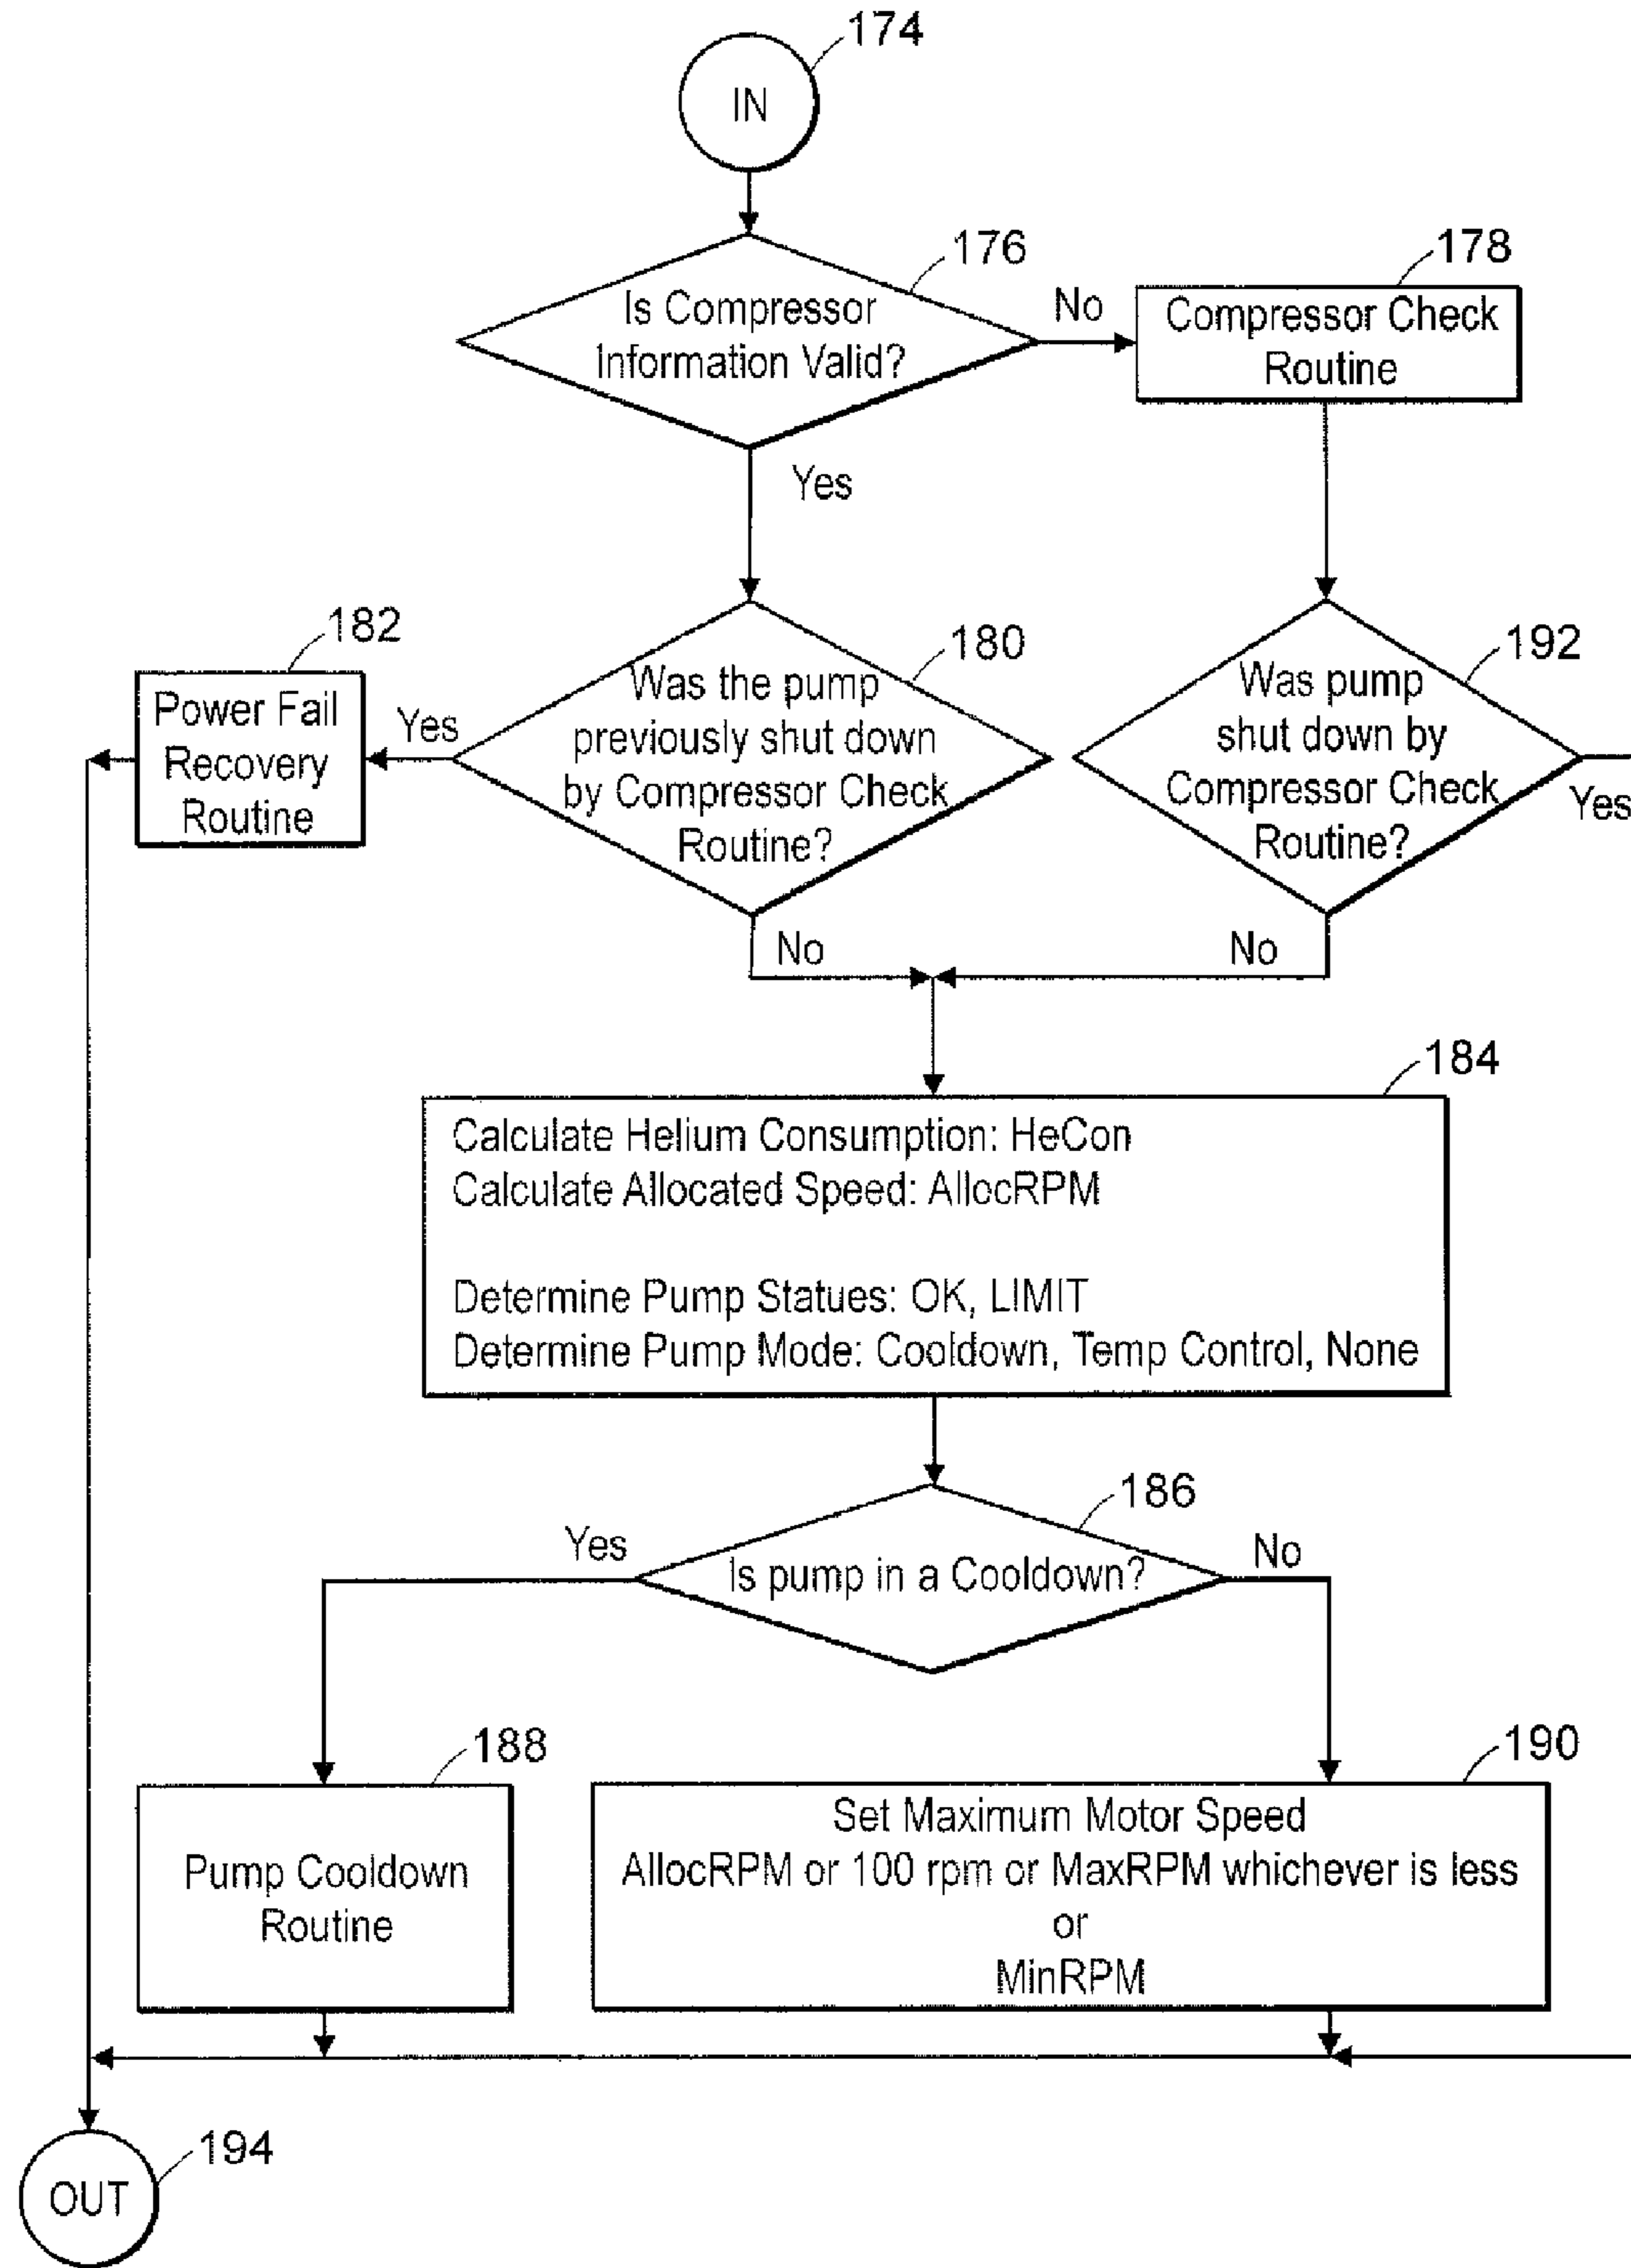 174
IN
176
Is Compressor
Information Valid?
No
178
Compressor Check
Routine
Yes
182
Power Fail
Recovery
Routine
Yes
180
Was the pump
previously shut down
by Compressor Check
Routine?
No
192
Was pump
shut down by
Compressor Check
Routine?
Yes
No
184
Calculate Helium Consumption: HeCon
Calculate Allocated Speed: AllocRPM
Determine Pump Statues: OK, LIMIT
Determine Pump Mode: Cooldown, Temp Control, None
186
Yes
Is pump in a Cooldown?
No
188
Pump Cooldown
Routine
190
Set Maximum Motor Speed
AllocRPM or 100 rpm or MaxRPM whichever is less
or
MinRPM
194
OUT